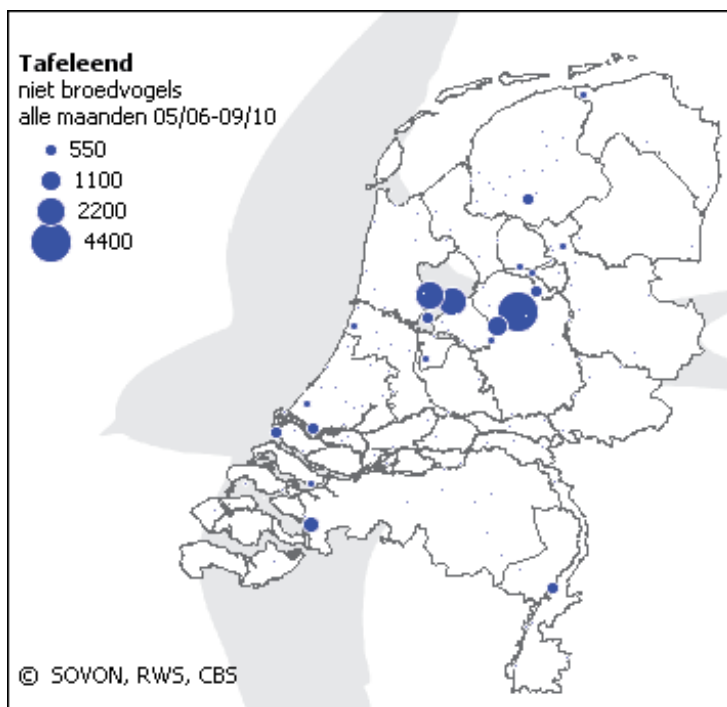 Tafeleend
niet broedvogels
alle maanden 05/06-09/10
550
1100
2200
4400
© SOVON, RWS, CBS